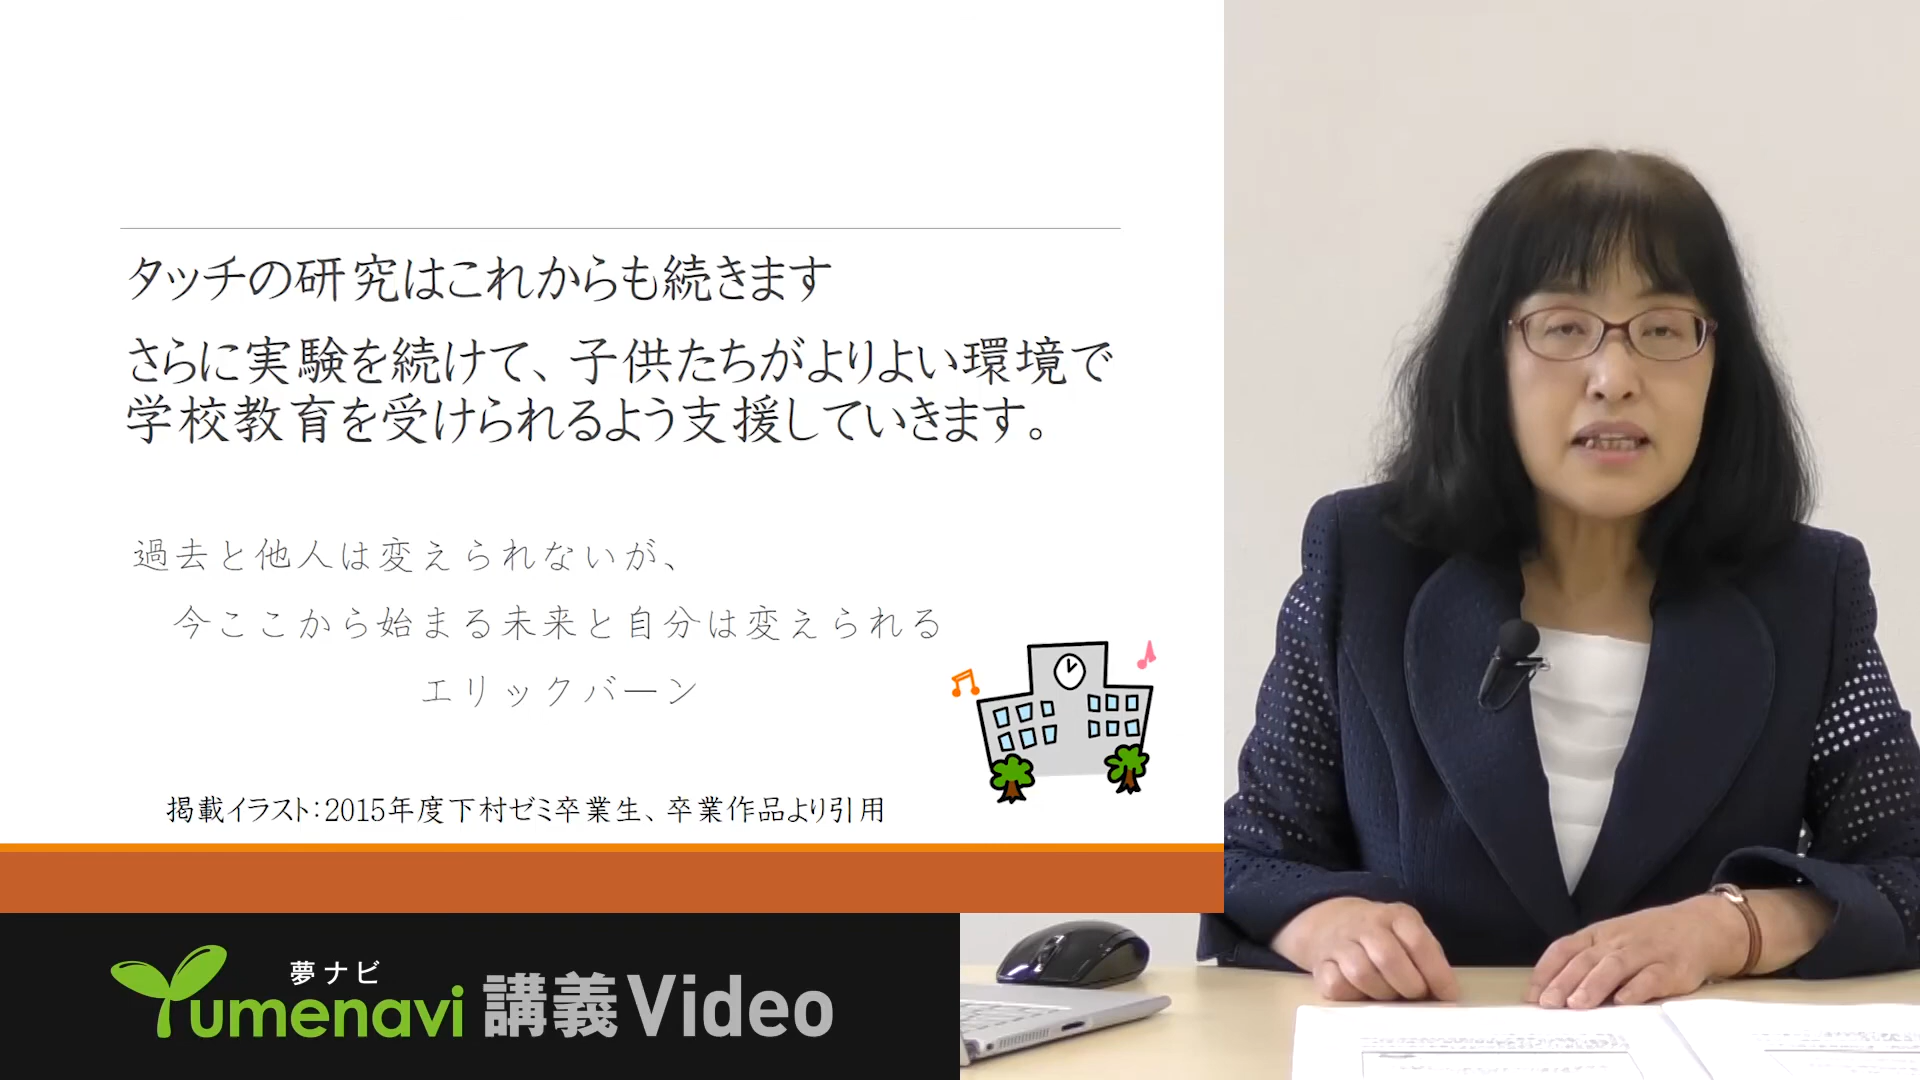 タッチの研究はこれからも続きます
さらに実験を続けて、子供たちがよりよい環境で
学校教育を受けられるよう支援していきます。
過去と他人は変えられないが、
今ここから始まる未来と自分は変えられる
エリックバーン
掲載イラスト：2015年度下村ゼミ卒業生、卒業作品より引用
夢ナビ
Yumenavi 講義Video